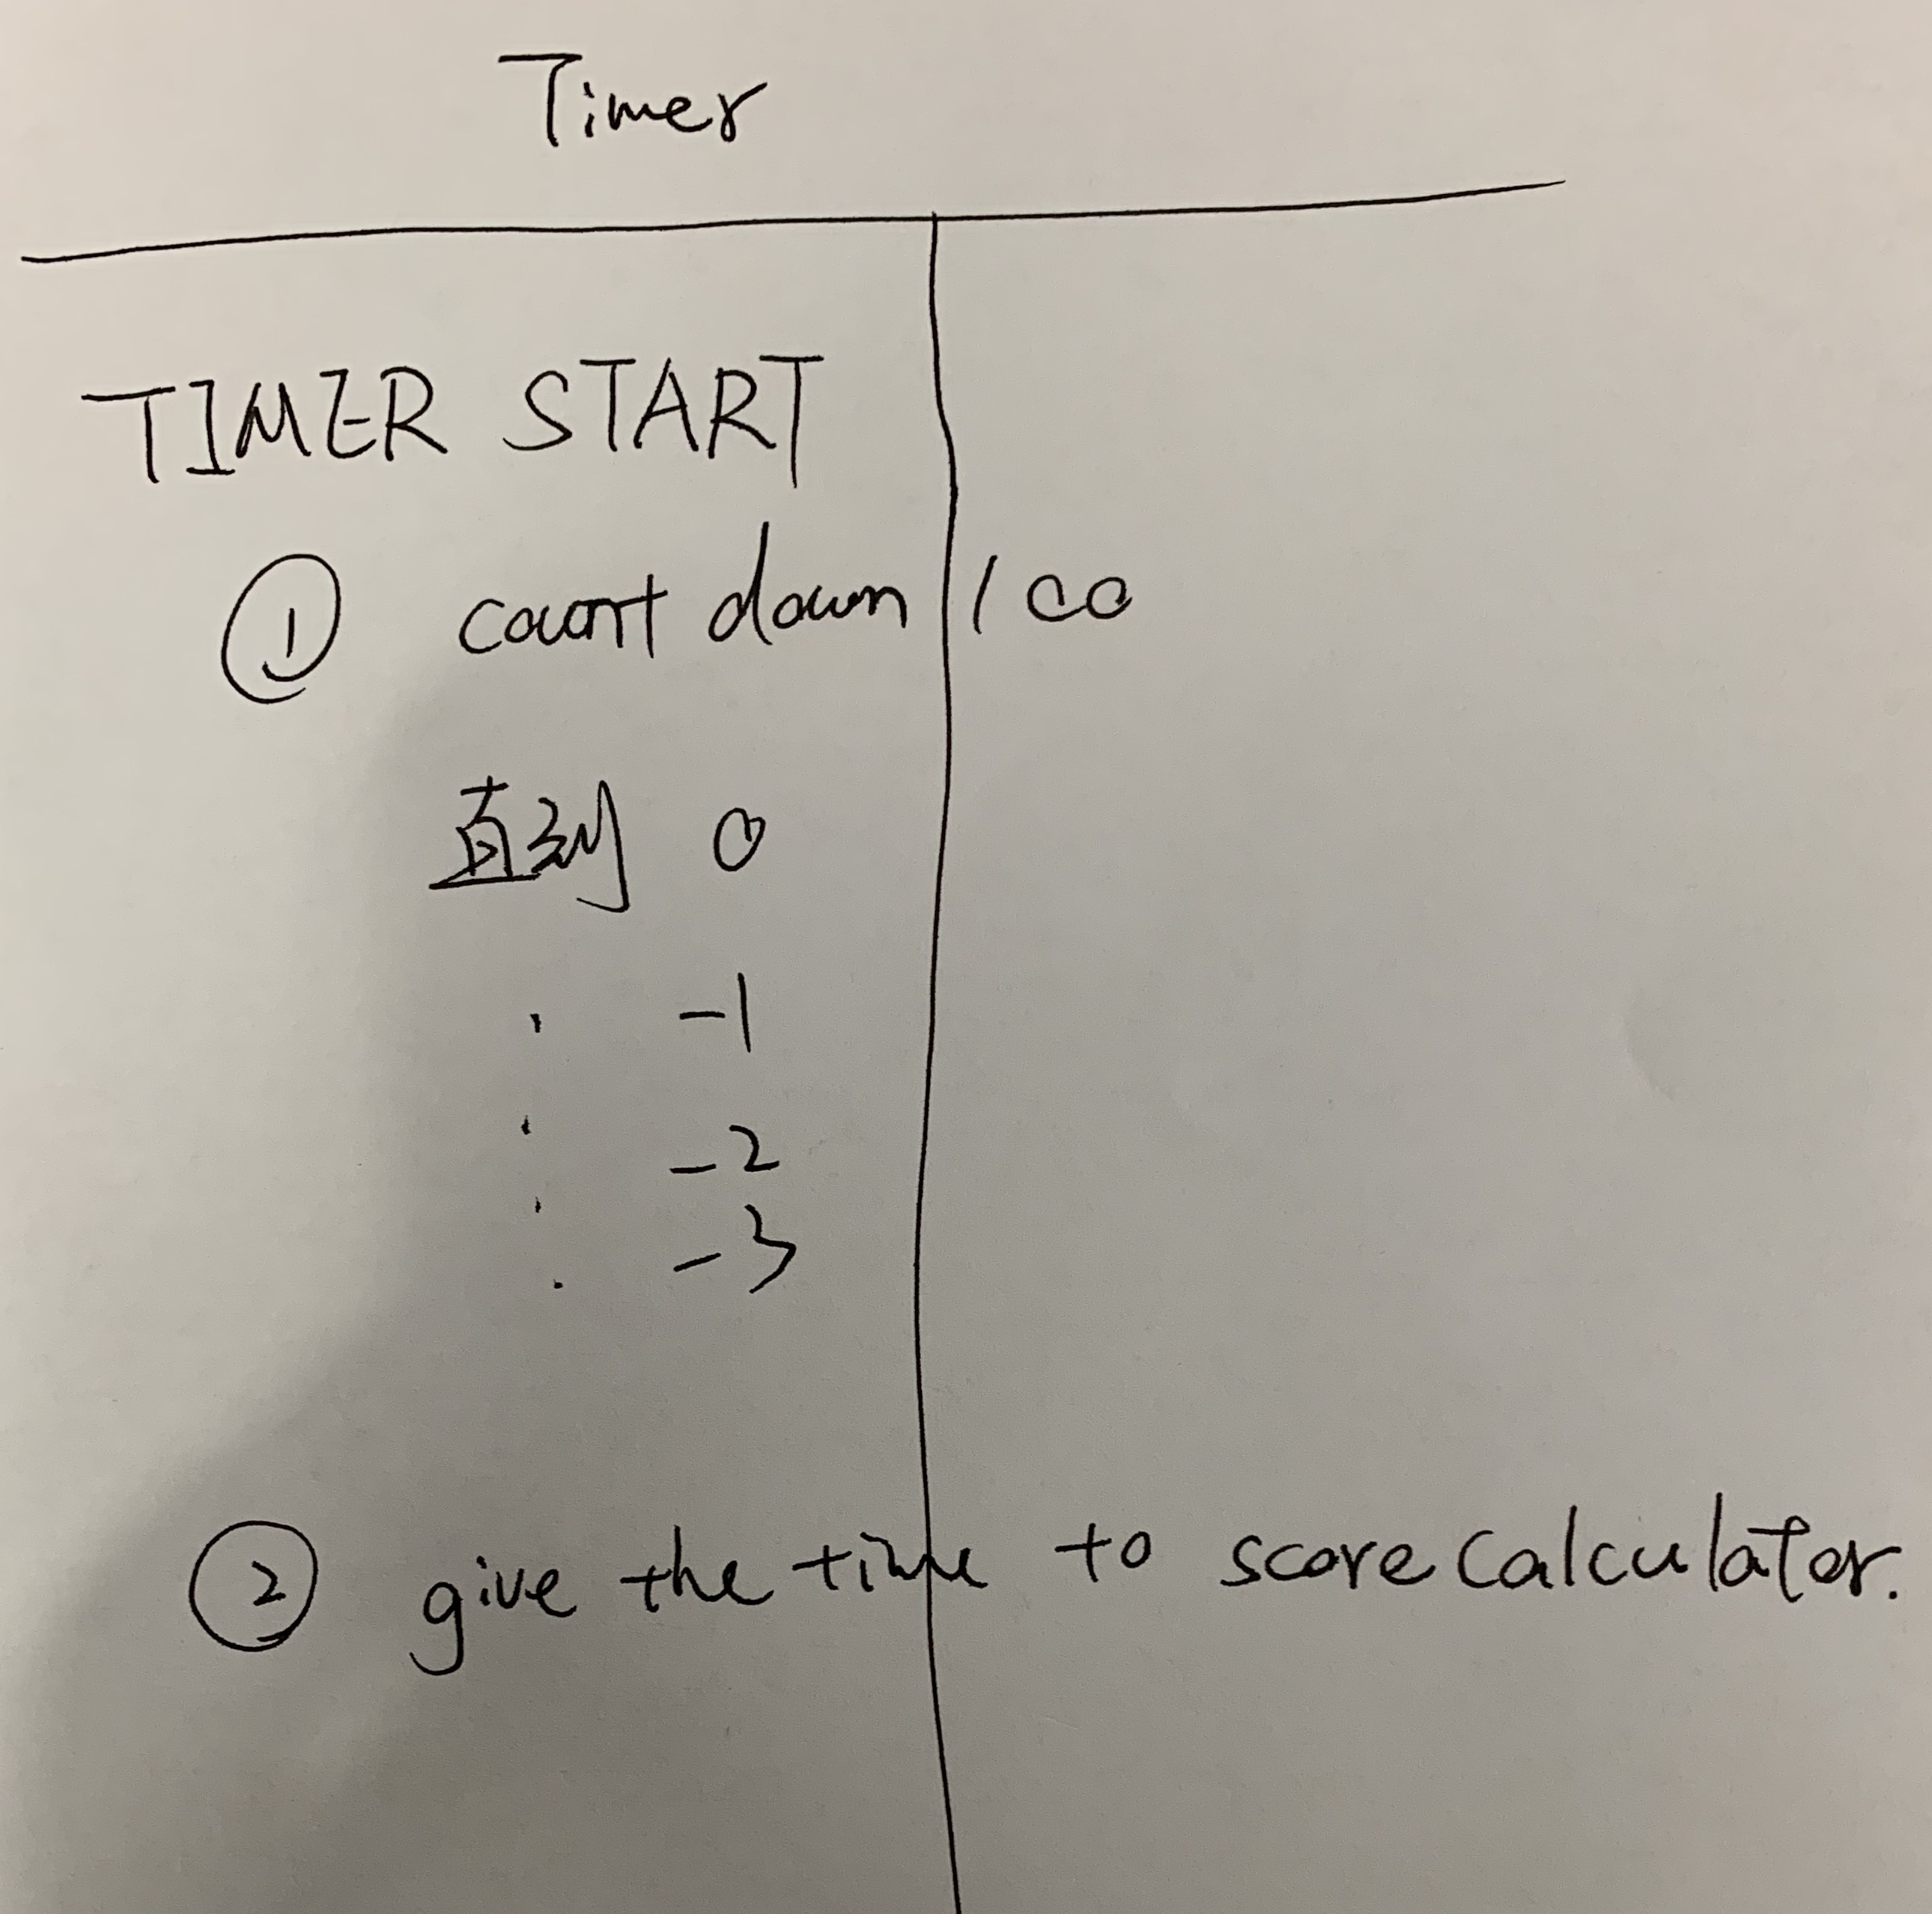 Timer
TIMER START
① count down 100
直到 0
-1
-2
-3
② give the time to score calculator.